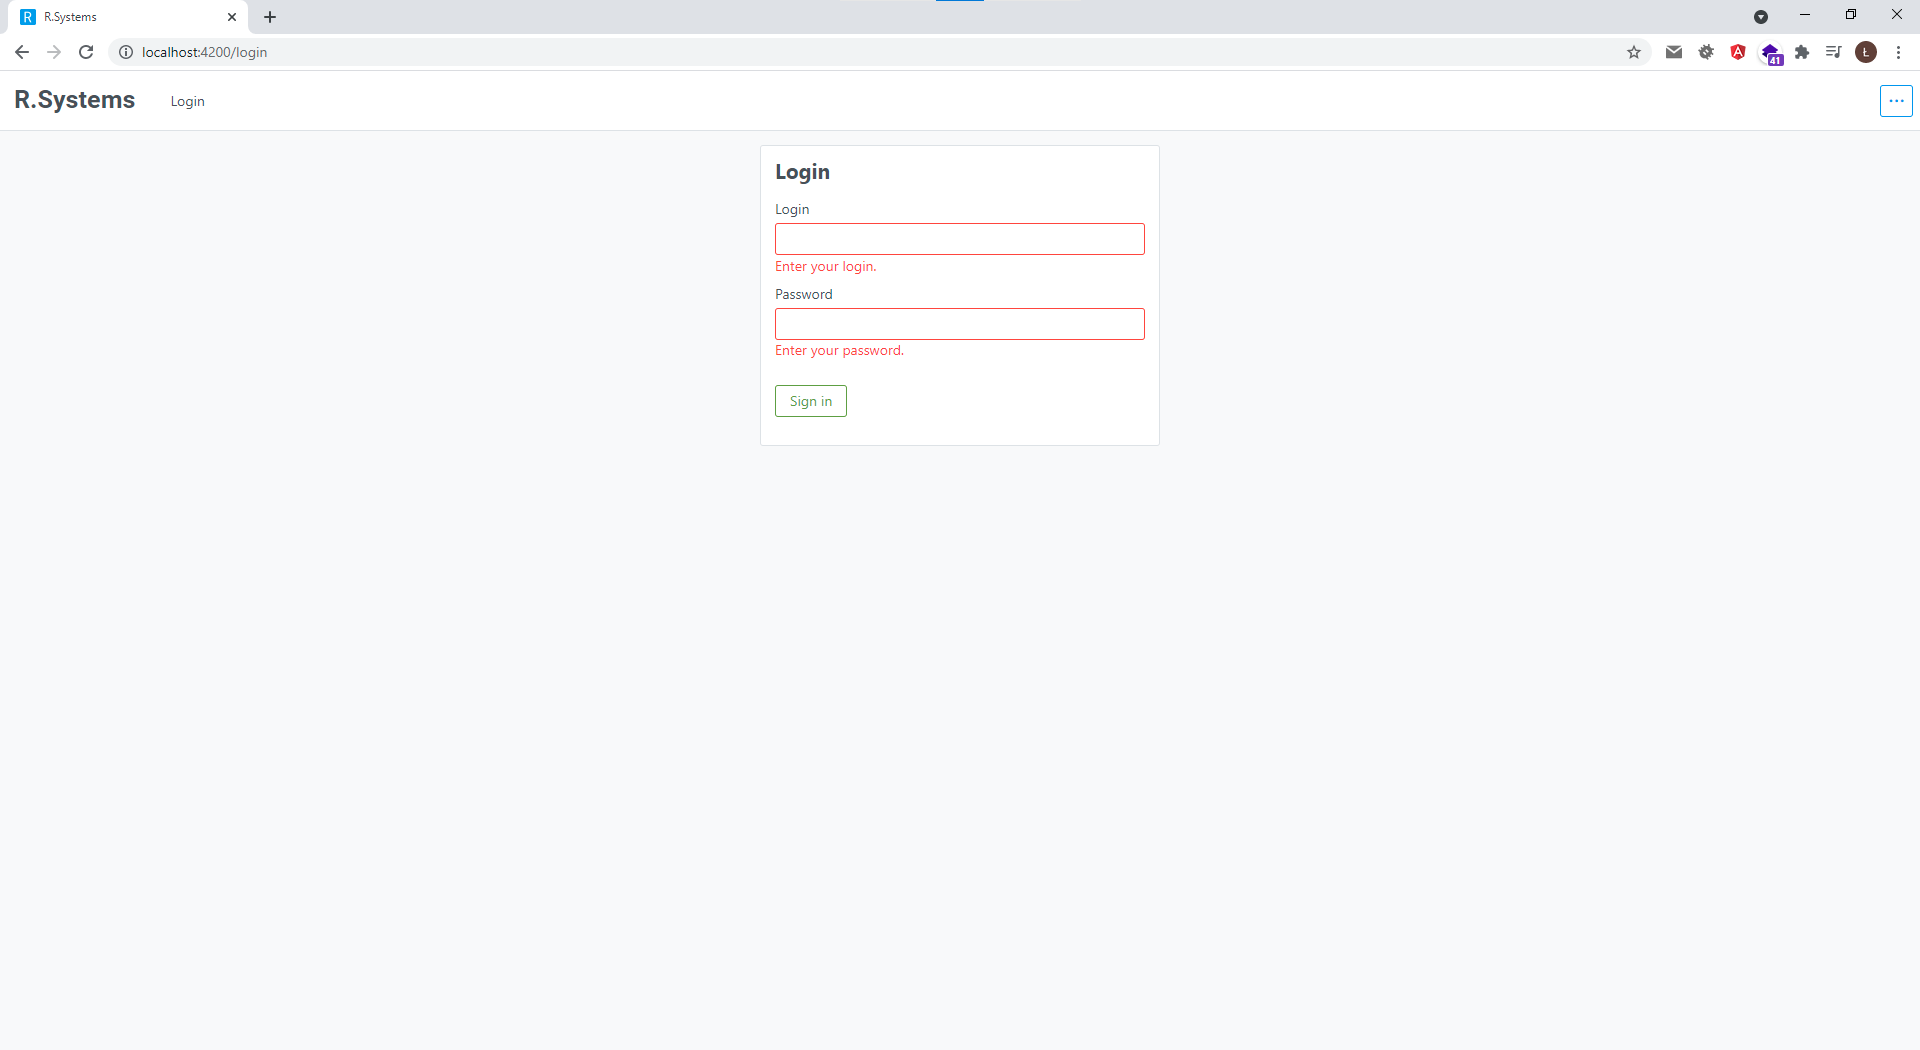 R R.Systems
localhost:4200/login
41
Ł
R.Systems
Login
...
Login
Login
Enter your login.
Password
Enter your password.
Sign in